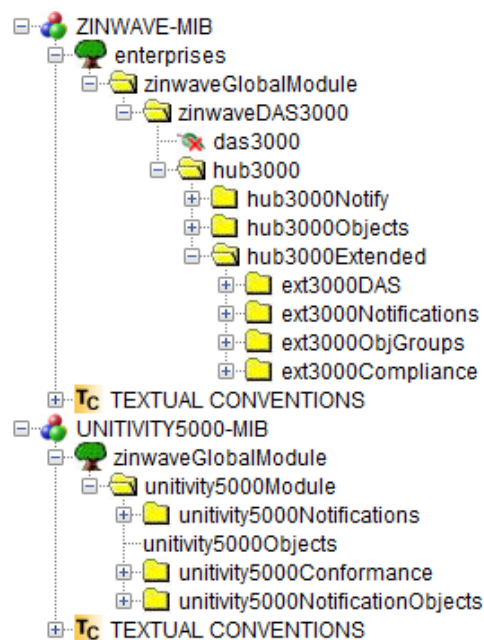 ZINWAVE-MIB
enterprises
zinwaveGlobalModule
zinwaveDAS3000
das3000
hub3000
hub3000Notify
hub3000Objects
hub3000Extended
ext3000DAS
ext3000Notifications
ext3000ObjGroups
ext3000Compliance
Tc TEXTUAL CONVENTIONS
UNITIVITY5000-MIB
zinwaveGlobalModule
unitivity5000Module
unitivity5000Notifications
unitivity5000Objects
unitivity5000Conformance
unitivity5000NotificationObjects
Tc TEXTUAL CONVENTIONS